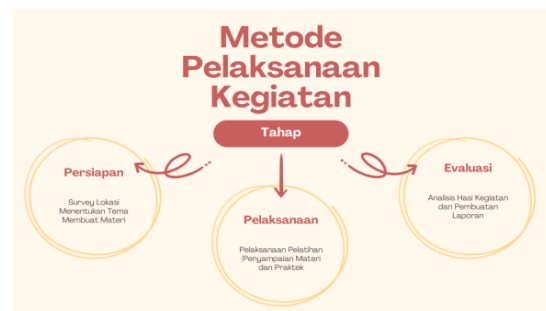 Metode
Pelaksanaan
Kegiatan
Tahap
Persiapan
Survey Lokasi
Menentukan Tema
Membuat Materi
Pelaksanaan
Pelaksanaan Pelatihan
(Penyampaian Materi
dan Praktek
Evaluasi
Analisis Hasi Kegiatan
dan Pembuatan
Laporan